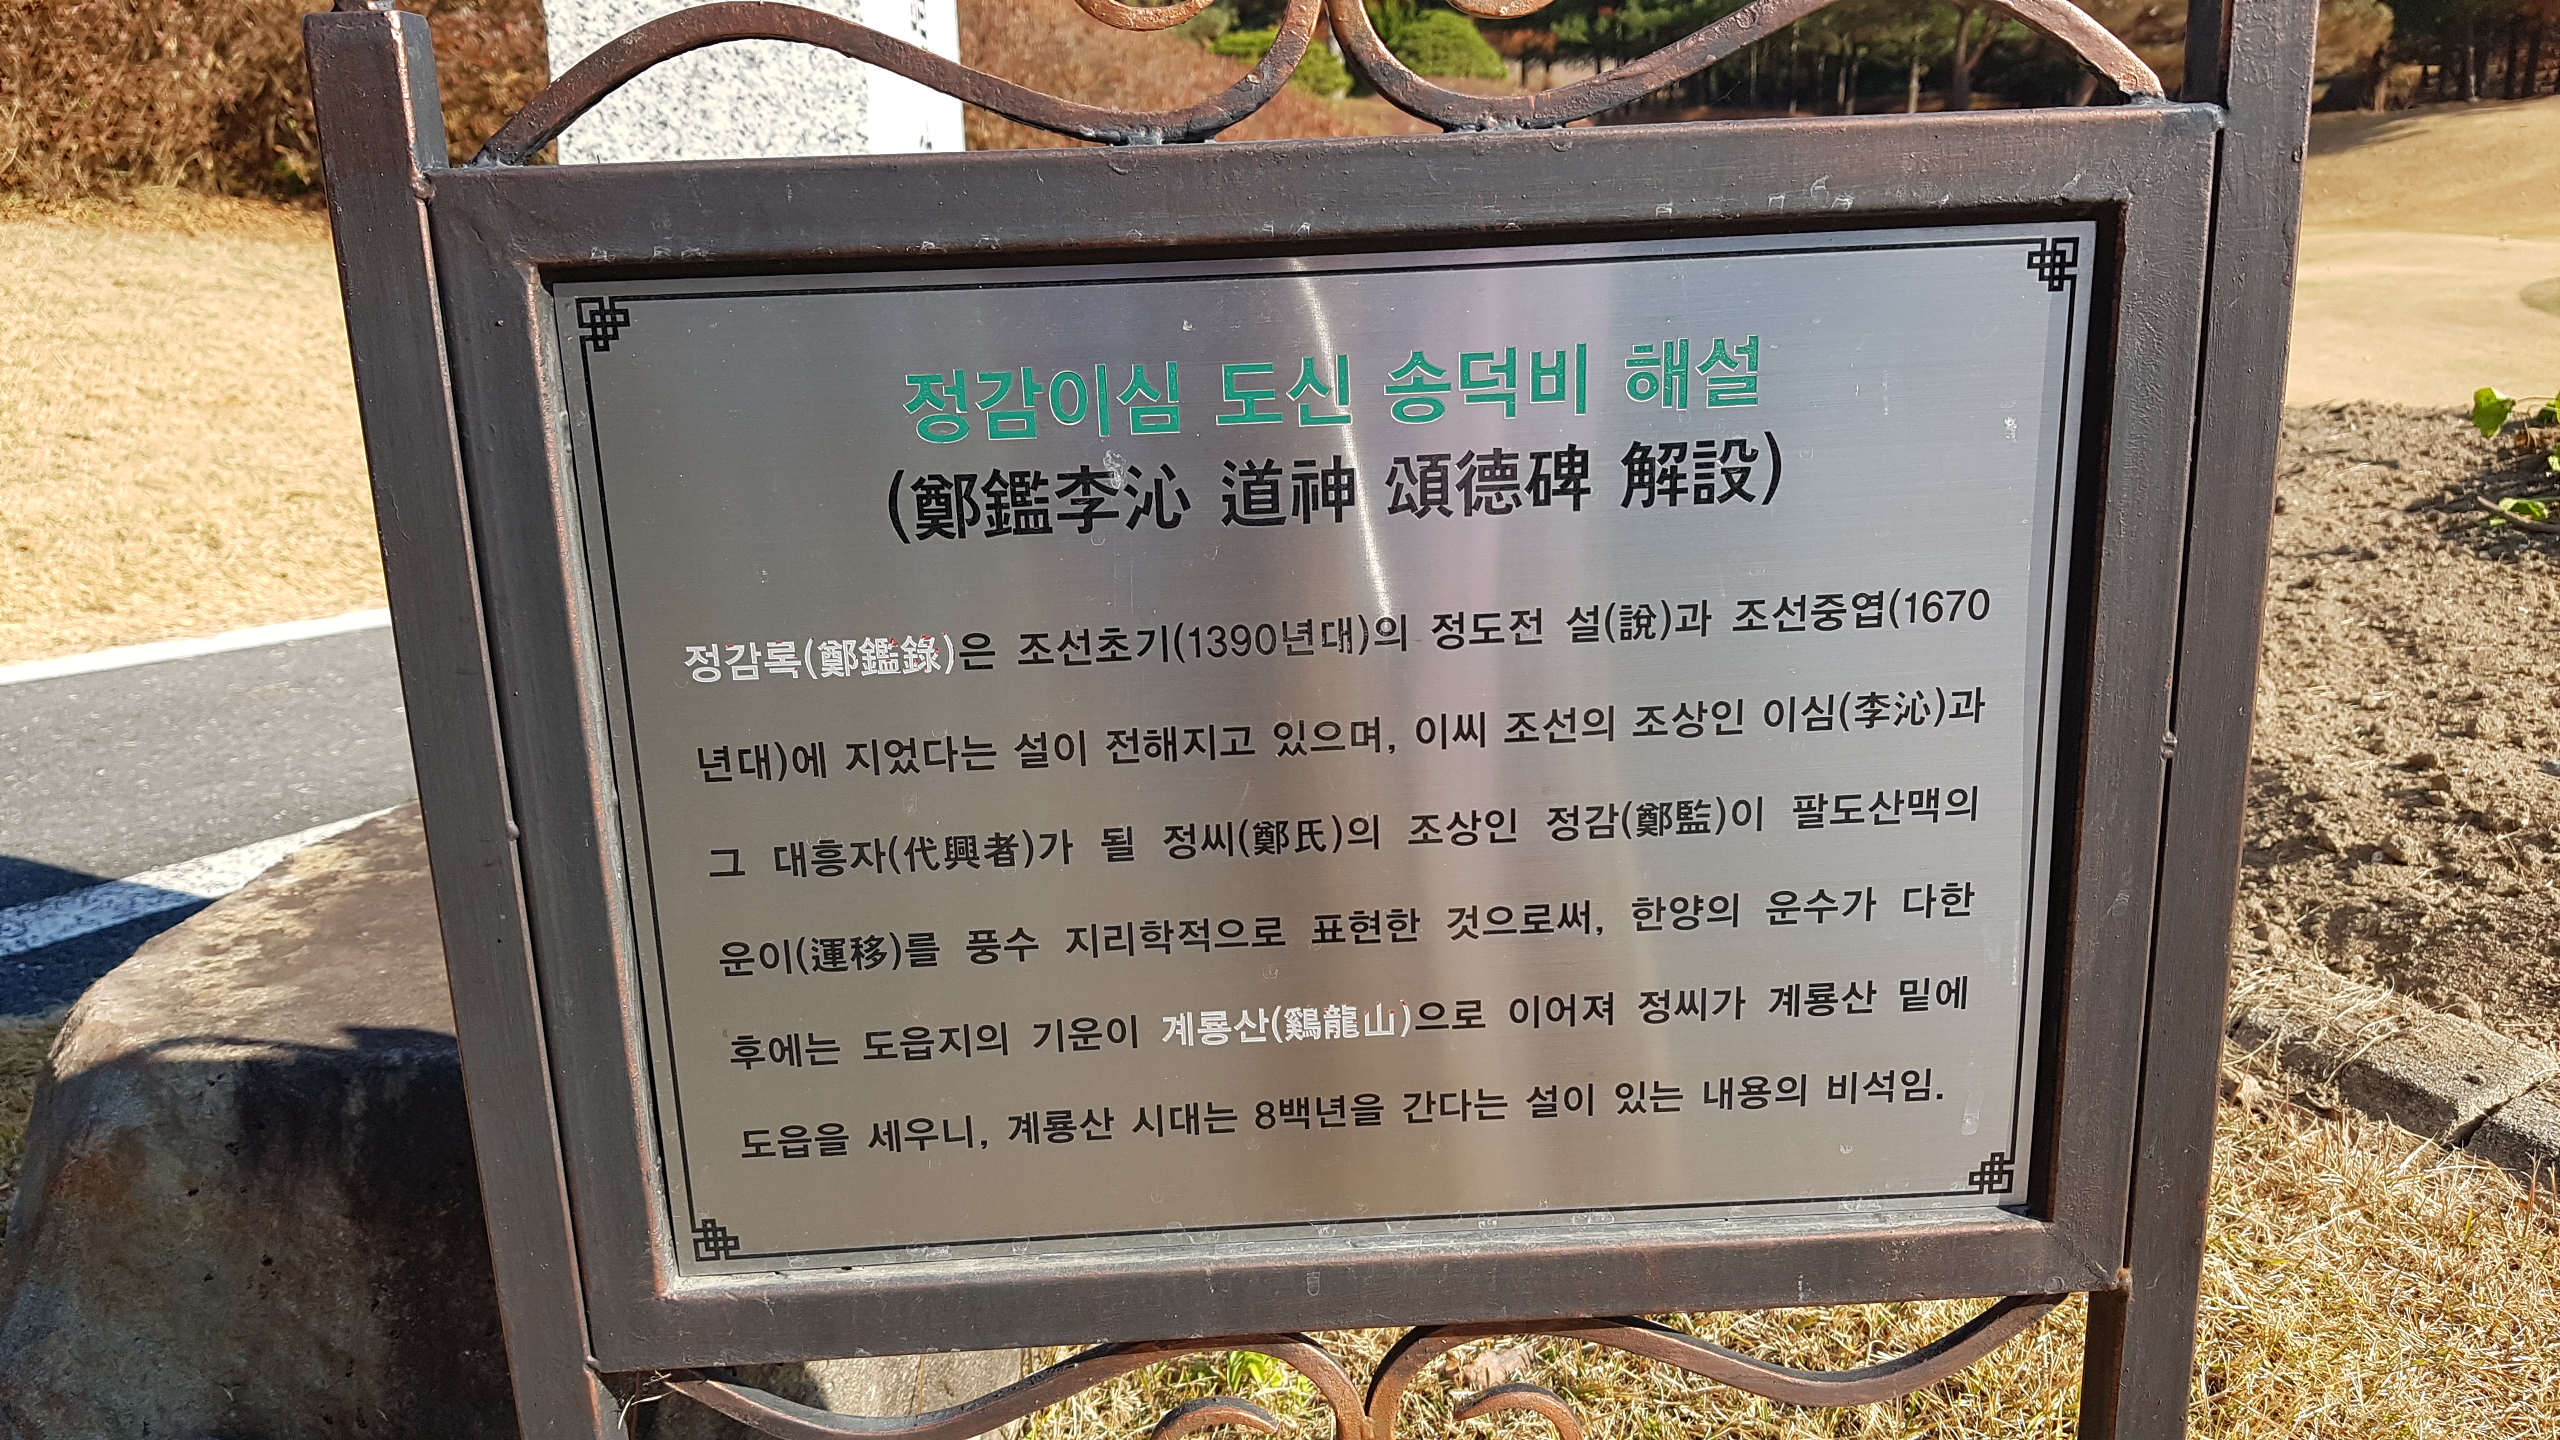 정감이심 도신 송덕비 해설
(鄭鑑李沁 道神 頌德碑 解設)
정감록(鄭鑑錄)은 조선초기(1390년대)의 정도전 설(說)과 조선중엽(1670
년대)에 지었다는 설이 전해지고 있으며, 이씨 조선의 조상인 이심(李沁)과
그 대흥자(代興者)가 될 정씨(鄭氏)의 조상인 정감(鄭監)이 팔도산맥의
운이(運移)를 풍수 지리학적으로 표현한 것으로써, 한양의 운수가 다한
후에는 도읍지의 기운이 계룡산(鷄龍山)으로 이어져 정씨가 계룡산 밑에
도읍을 세우니, 계룡산 시대는 8백년을 간다는 설이 있는 내용의 비석임.